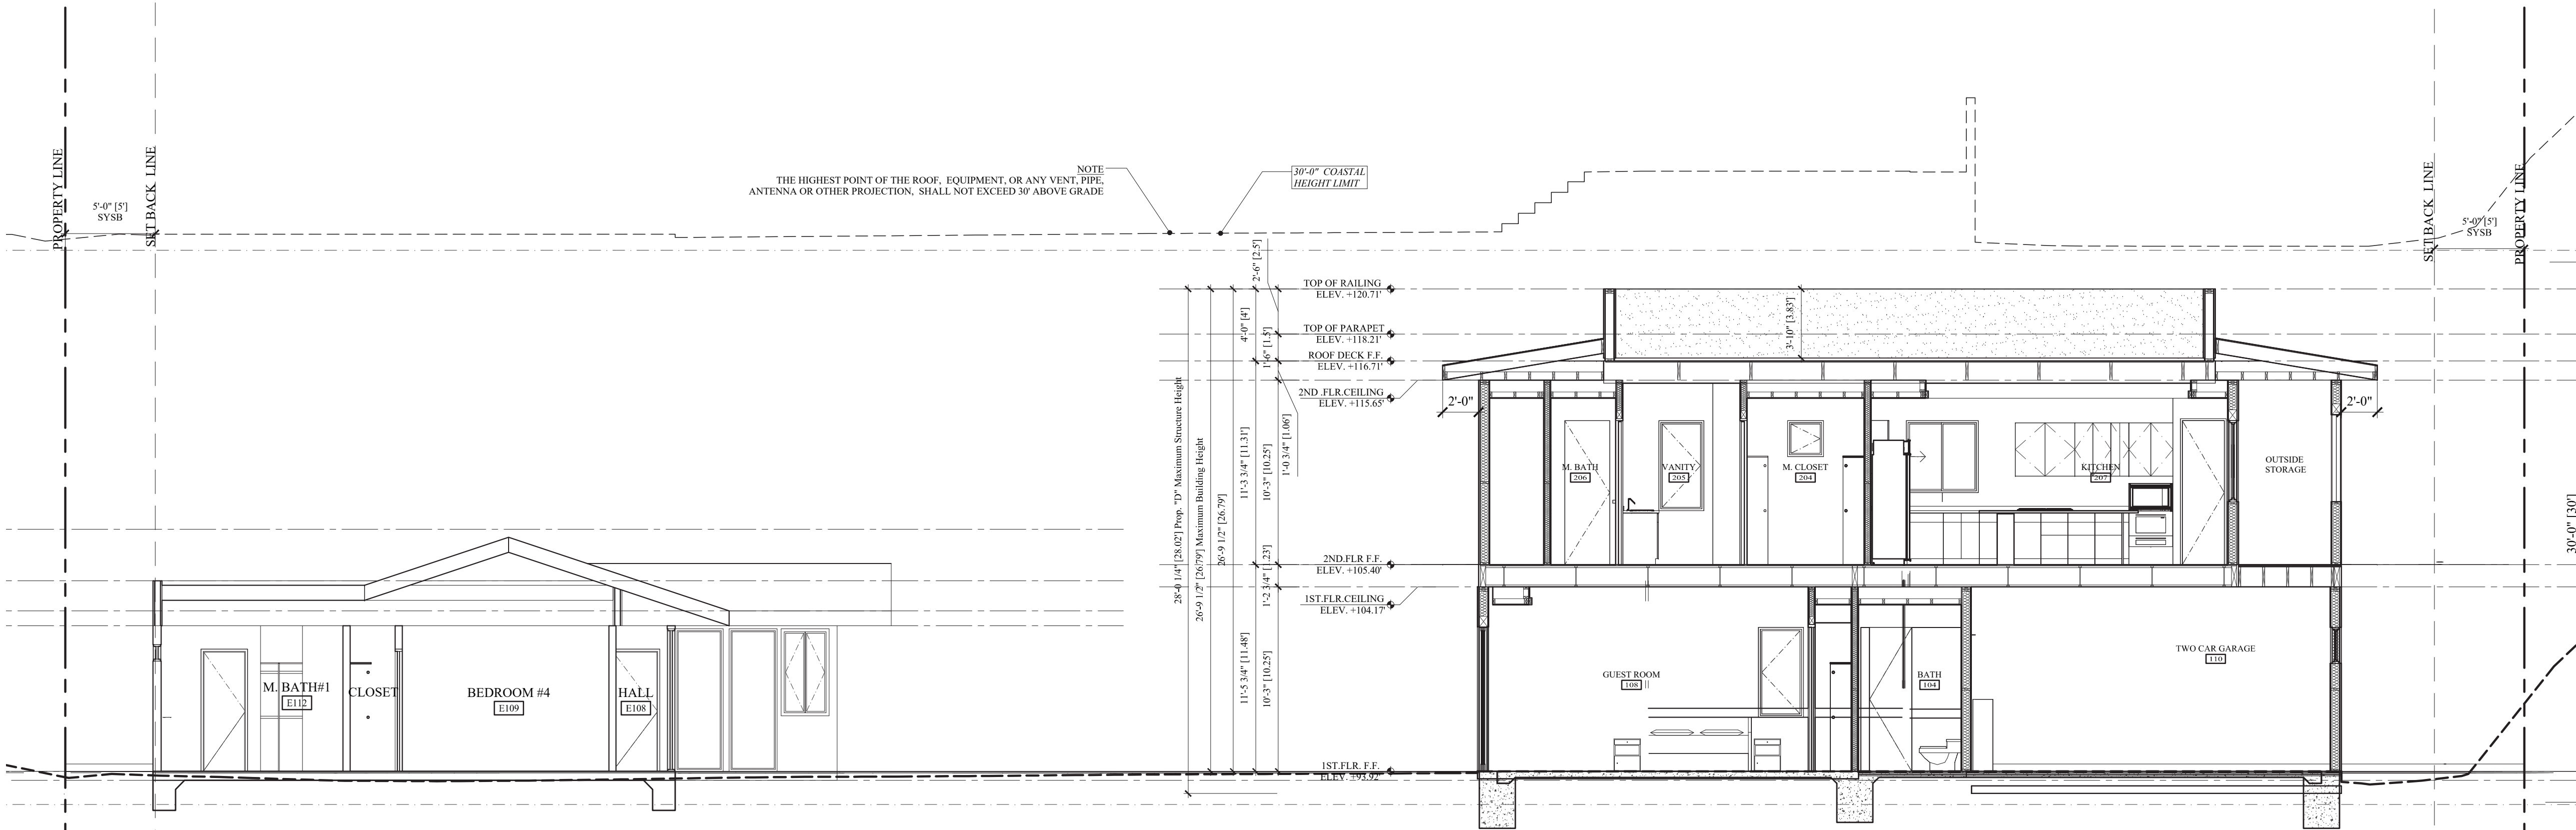 PROPERTY LINE
5'-0" [5']
SYSB
SET BACK LINE
NOTE
THE HIGHEST POINT OF THE ROOF, EQUIPMENT, OR ANY VENT, PIPE,
ANTENNA OR OTHER PROJECTION, SHALL NOT EXCEED 30' ABOVE GRADE
30'-0" COASTAL
HEIGHT LIMIT
SET BACK LINE
5'-0" [5']
SYSB
PROPERTY LINE
30'-0" [30']
28'-0 1/4" [28.02'] Prop. "D" Maximum Structure Height
26'-9 1/2" [26.79'] Maximum Building Height
26'-9 1/2" [26.79']
4'-0" [4']
11'-3 3/4" [11.31']
11'-5 3/4" [11.48']
2'-6" [2.5']
1'-6" [1.5']
1'-0 3/4" [1.06']
10'-3" [10.25']
1'-2 3/4" [1.23']
10'-3" [10.25']
TOP OF RAILING
ELEV. +120.71'
TOP OF PARAPET
ELEV. +118.21'
ROOF DECK F.F.
ELEV. +116.71'
2ND .FLR.CEILING
ELEV. +115.65'
2ND.FLR F.F.
ELEV. +105.40'
1ST.FLR.CEILING
ELEV. +104.17'
1ST.FLR. F.F.
ELEV. +93.92'
3'-10" [3.83']
2'-0"
2'-0"
M. BATH
206
VANITY
205
M. CLOSET
204
KITCHEN
207
OUTSIDE
STORAGE
GUEST ROOM
108
BATH
104
TWO CAR GARAGE
110
M. BATH#1
E112
CLOSET
BEDROOM #4
E109
HALL
E108